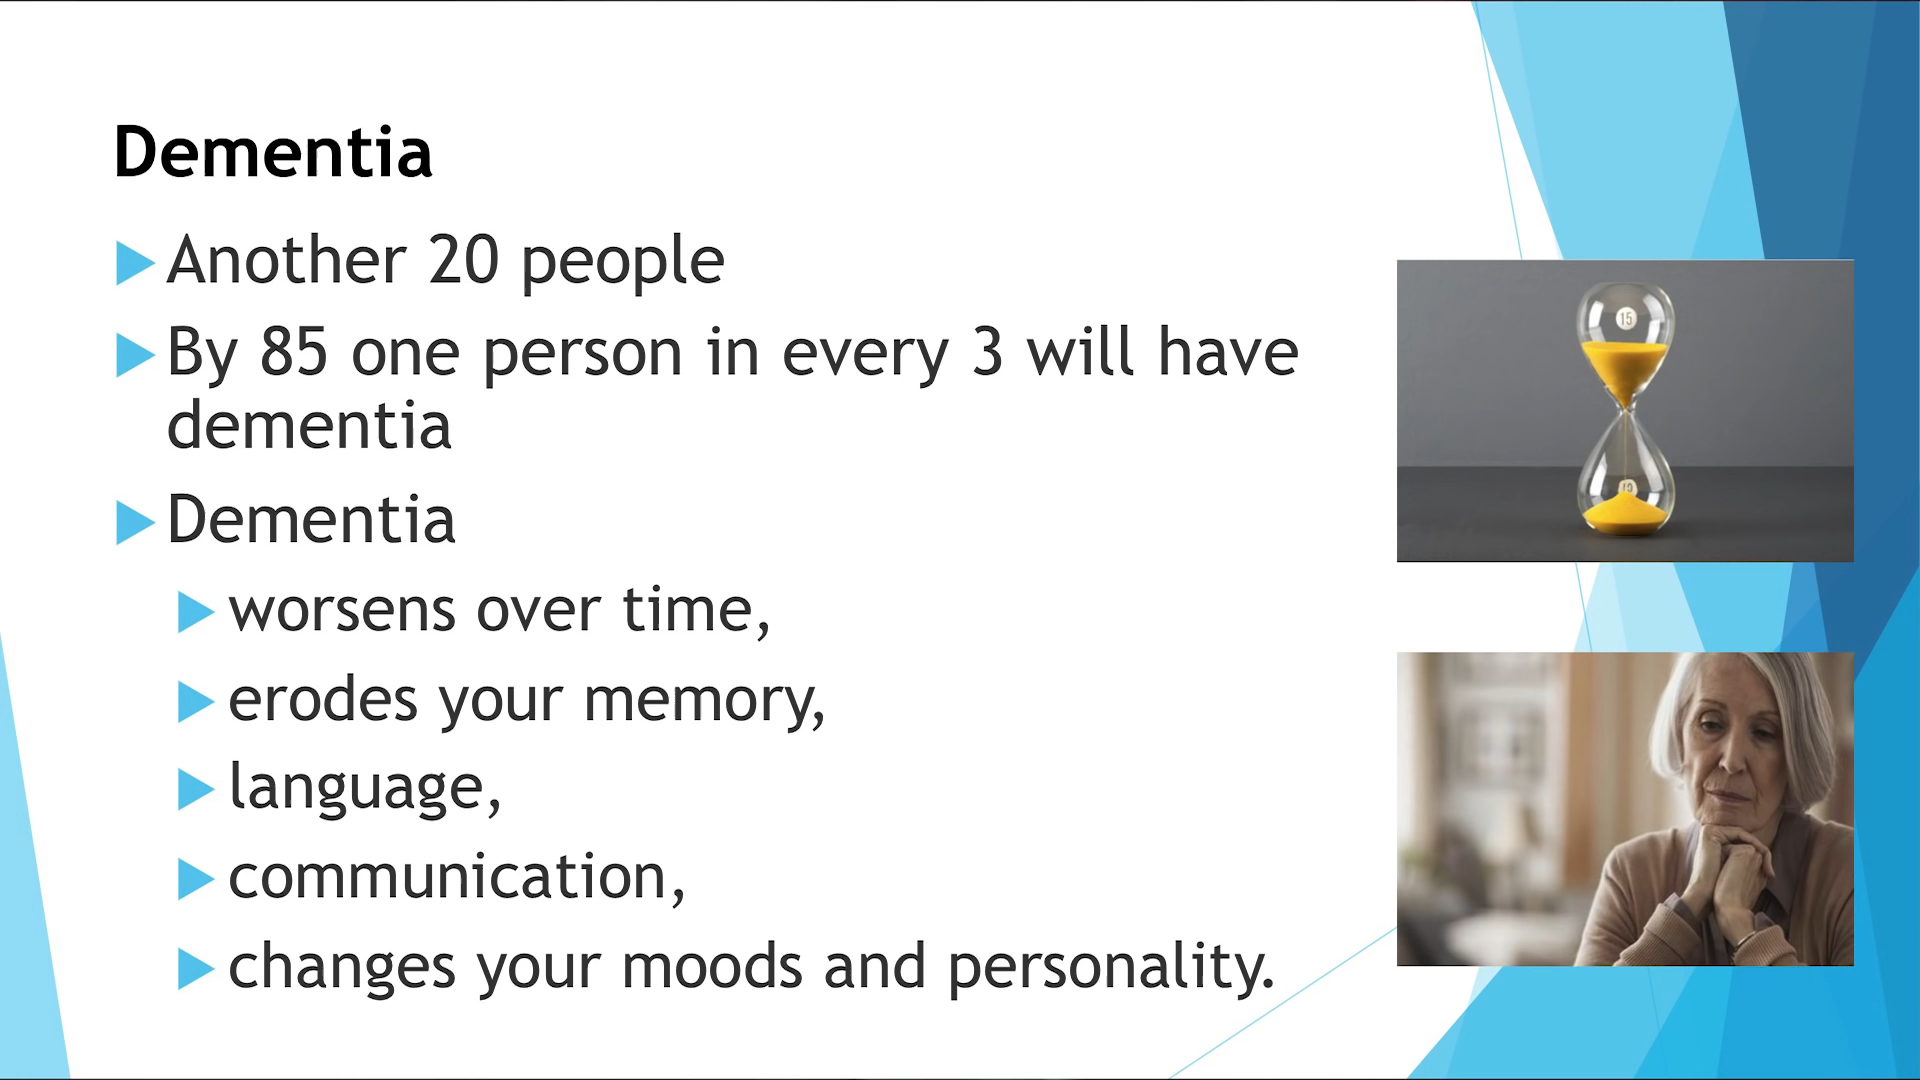 Dementia
Another 20 people
By 85 one person in every 3 will have
dementia
Dementia
worsens over time,
erodes your memory,
language,
communication,
changes your moods and personality.
15